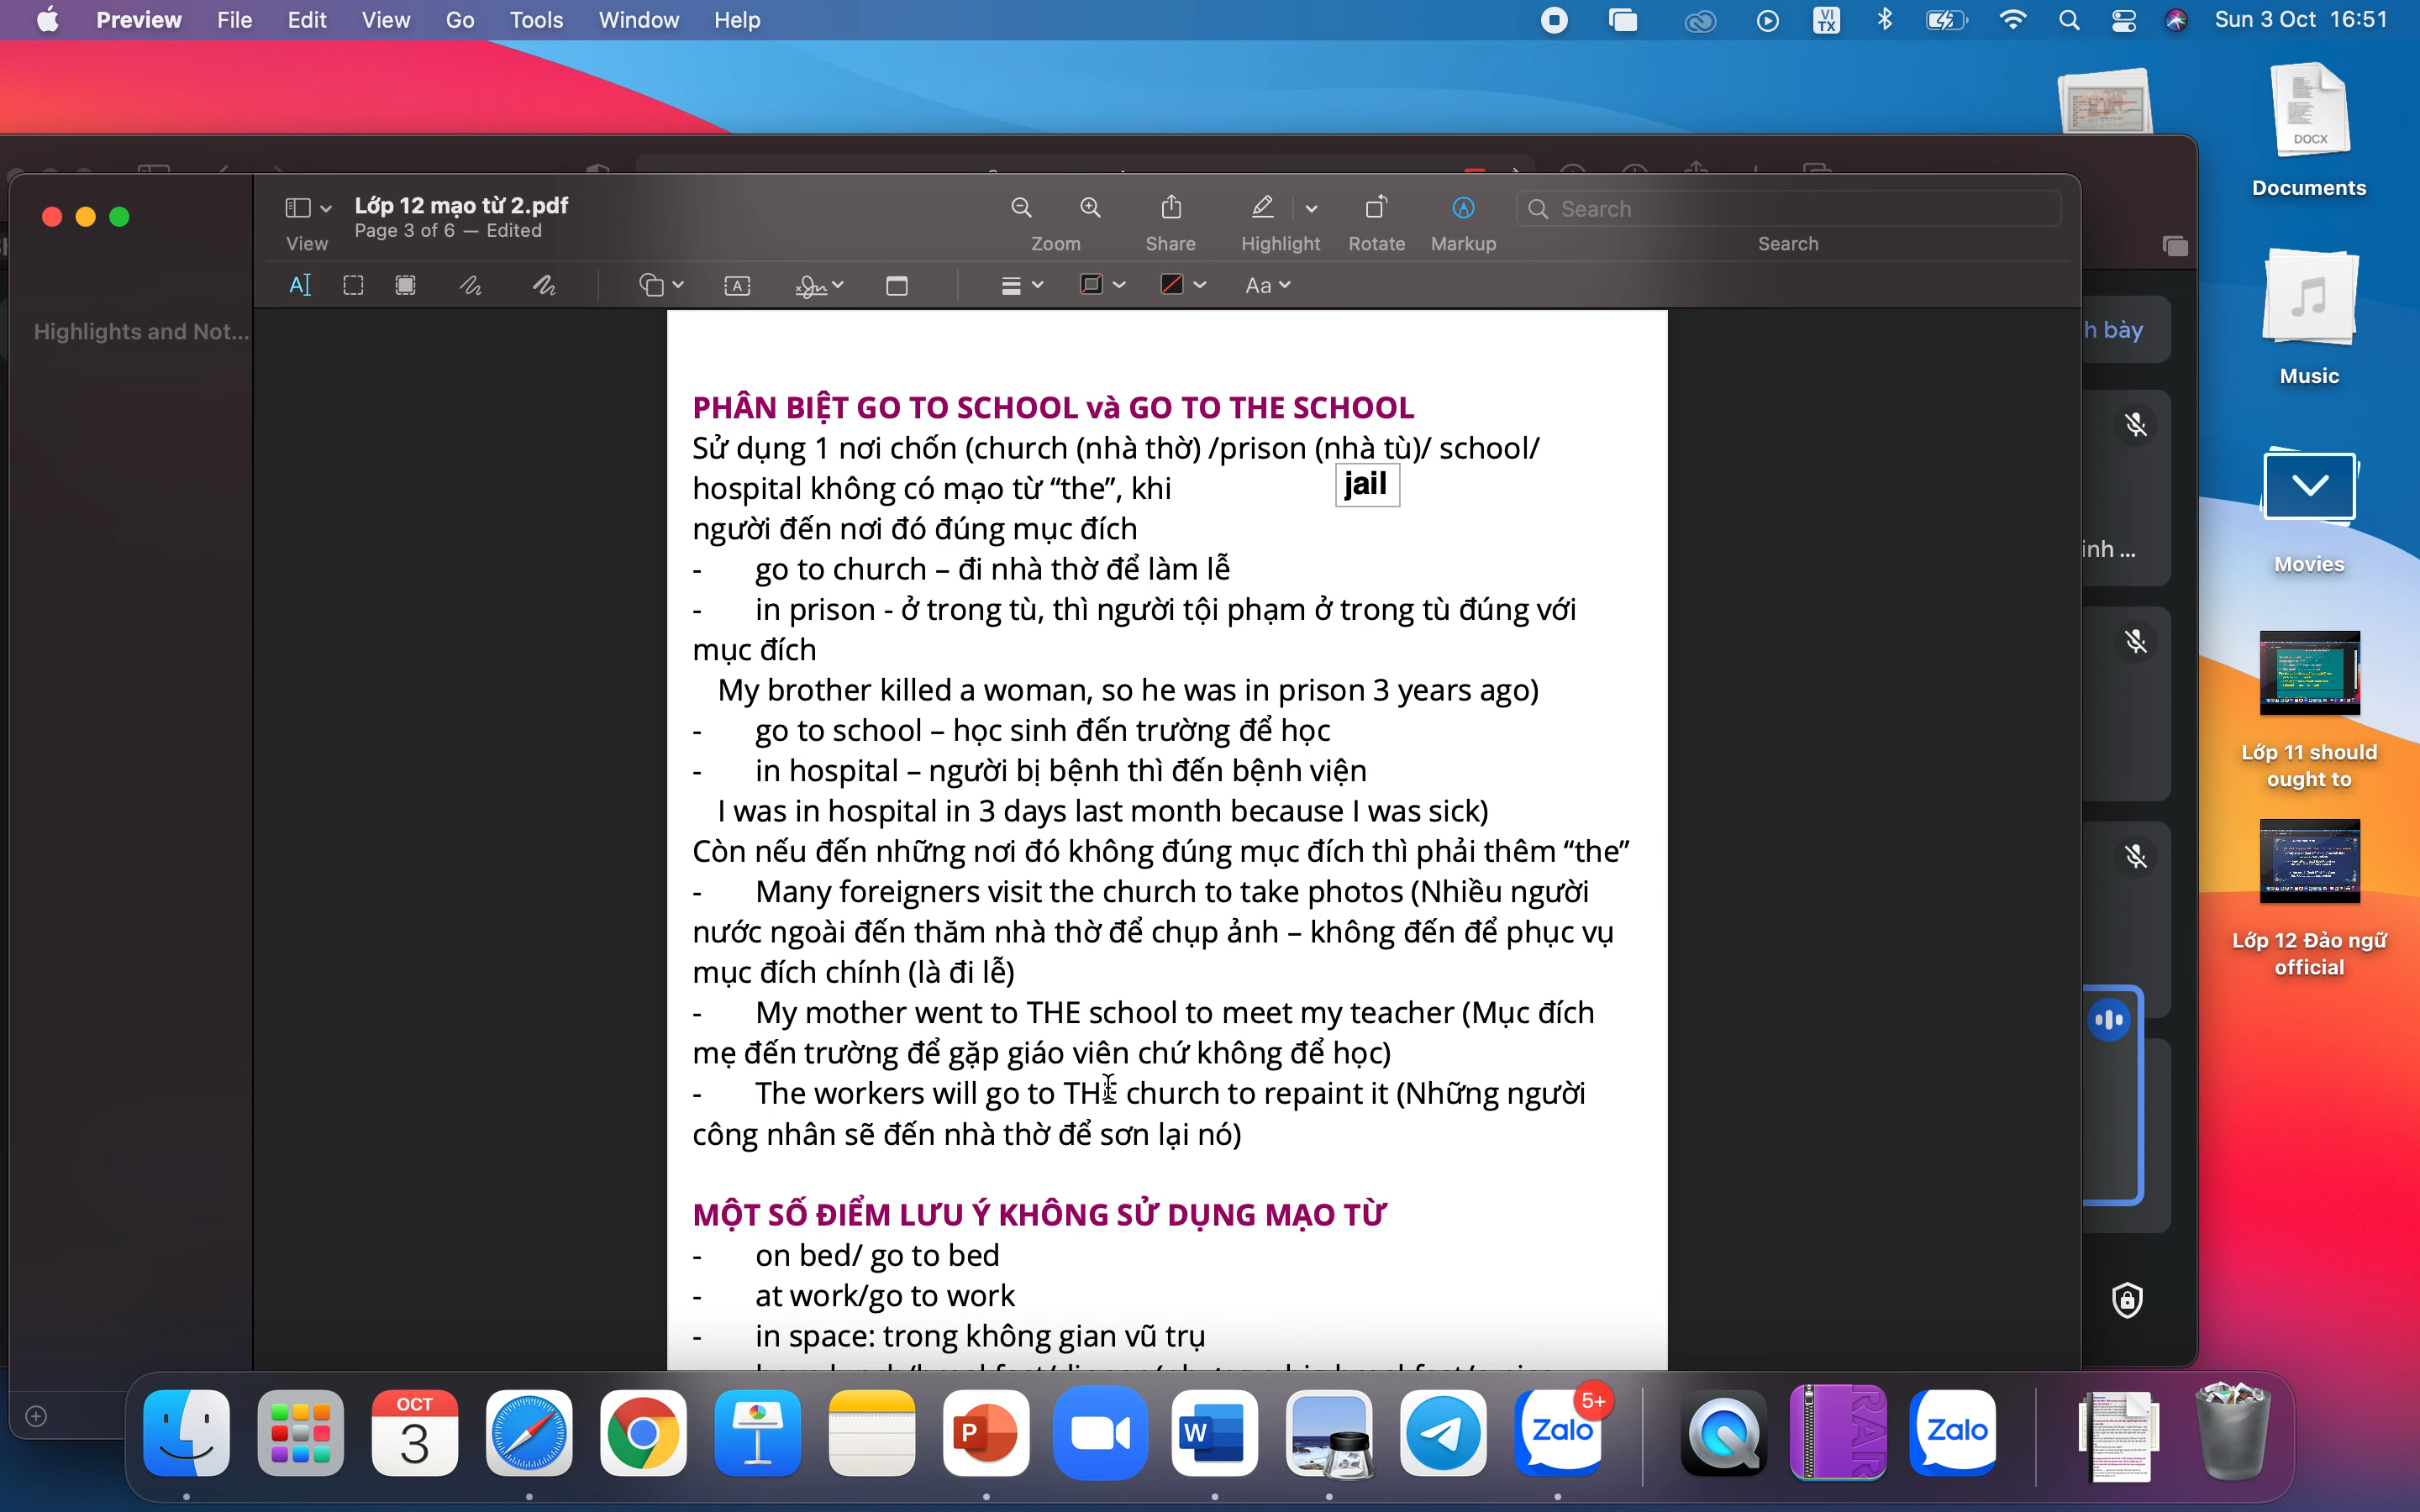 Preview File Edit View Go Tools Window Help
VI
TX
Sun 3 Oct 16:51
DOCX
Documents
Lớp 12 mạo từ 2.pdf
Page 3 of 6 — Edited
View
Zoom
Share
Highlight
Rotate
Markup
Search
Search
Aa
Highlights and Not...
PHÂN BIỆT GO TO SCHOOL và GO TO THE SCHOOL
Sử dụng 1 nơi chốn (church (nhà thờ) /prison (nhà tù)/ school/
hospital không có mạo từ “the”, khi
jail
người đến nơi đó đúng mục đích
- go to church – đi nhà thờ để làm lễ
- in prison - ở trong tù, thì người tội phạm ở trong tù đúng với
mục đích
My brother killed a woman, so he was in prison 3 years ago)
- go to school – học sinh đến trường để học
- in hospital – người bị bệnh thì đến bệnh viện
I was in hospital in 3 days last month because I was sick)
Còn nếu đến những nơi đó không đúng mục đích thì phải thêm “the”
- Many foreigners visit the church to take photos (Nhiều người
nước ngoài đến thăm nhà thờ để chụp ảnh – không đến để phục vụ
mục đích chính (là đi lễ)
- My mother went to THE school to meet my teacher (Mục đích
mẹ đến trường để gặp giáo viên chứ không để học)
- The workers will go to THE church to repaint it (Những người
công nhân sẽ đến nhà thờ để sơn lại nó)
MỘT SỐ ĐIỂM LƯU Ý KHÔNG SỬ DỤNG MẠO TỪ
- on bed/ go to bed
- at work/go to work
- in space: trong không gian vũ trụ
h bày
inh ...
Music
Movies
Lớp 11 should
ought to
Lớp 12 Đảo ngữ
official
OCT
3
P
W
Zalo
5+
RAR
Zalo